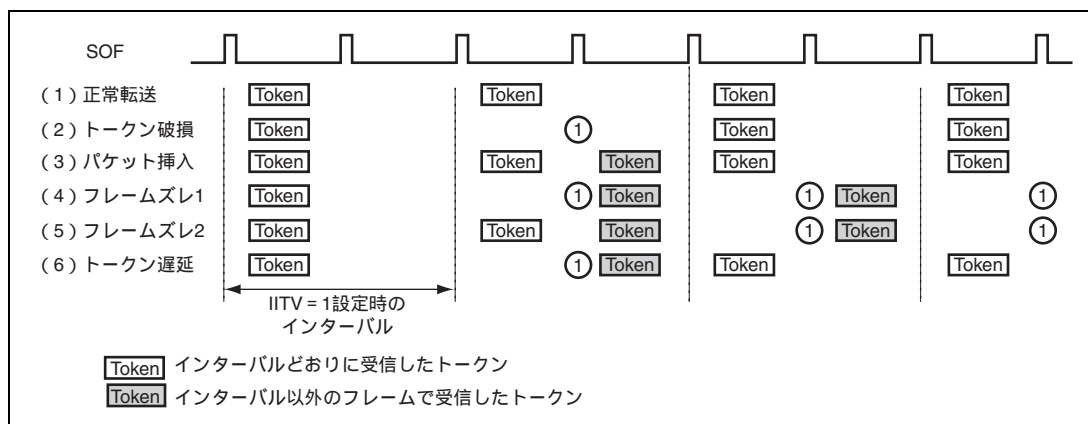 SOF
(1)正常転送 Token Token Token Token
(2)トークン破損 Token 1 Token Token
(3)パケット挿入 Token Token Token Token Token
(4)フレームズレ1 Token 1 Token 1 Token 1
(5)フレームズレ2 Token Token Token 1 Token 1
(6)トークン遅延 Token 1 Token Token Token
IITV = 1設定時の
インターバル
Token インターバルどおりに受信したトークン
Token インターバル以外のフレームで受信したトークン